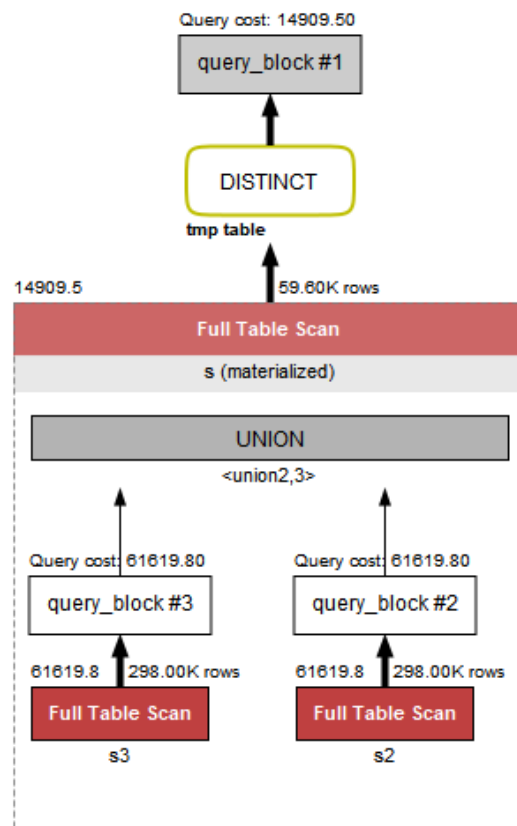 Query cost: 14909.50
query_block #1
DISTINCT
tmp table
14909.5 59.60K rows
Full Table Scan
s (materialized)
UNION
<union2,3>
Query cost: 61619.80 Query cost: 61619.80
query_block #3 query_block #2
61619.8 298.00K rows 61619.8 298.00K rows
Full Table Scan Full Table Scan
s3 s2